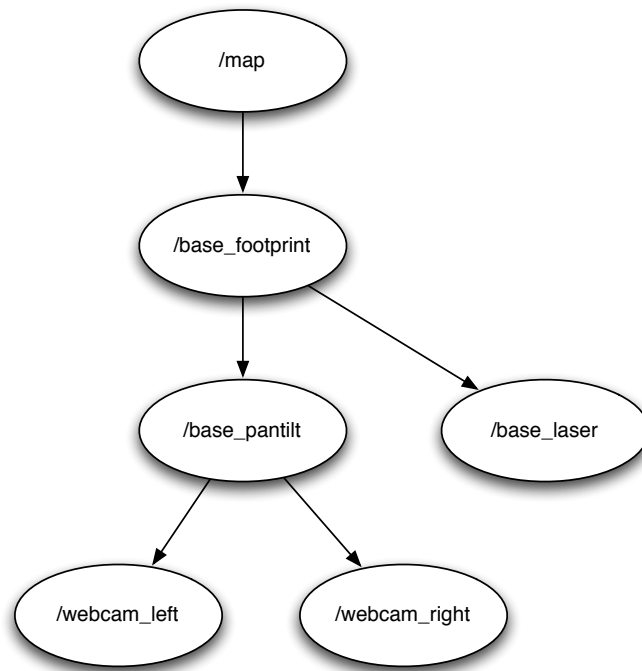 /map
/base_footprint
/base_pantilt
/base_laser
/webcam_left
/webcam_right